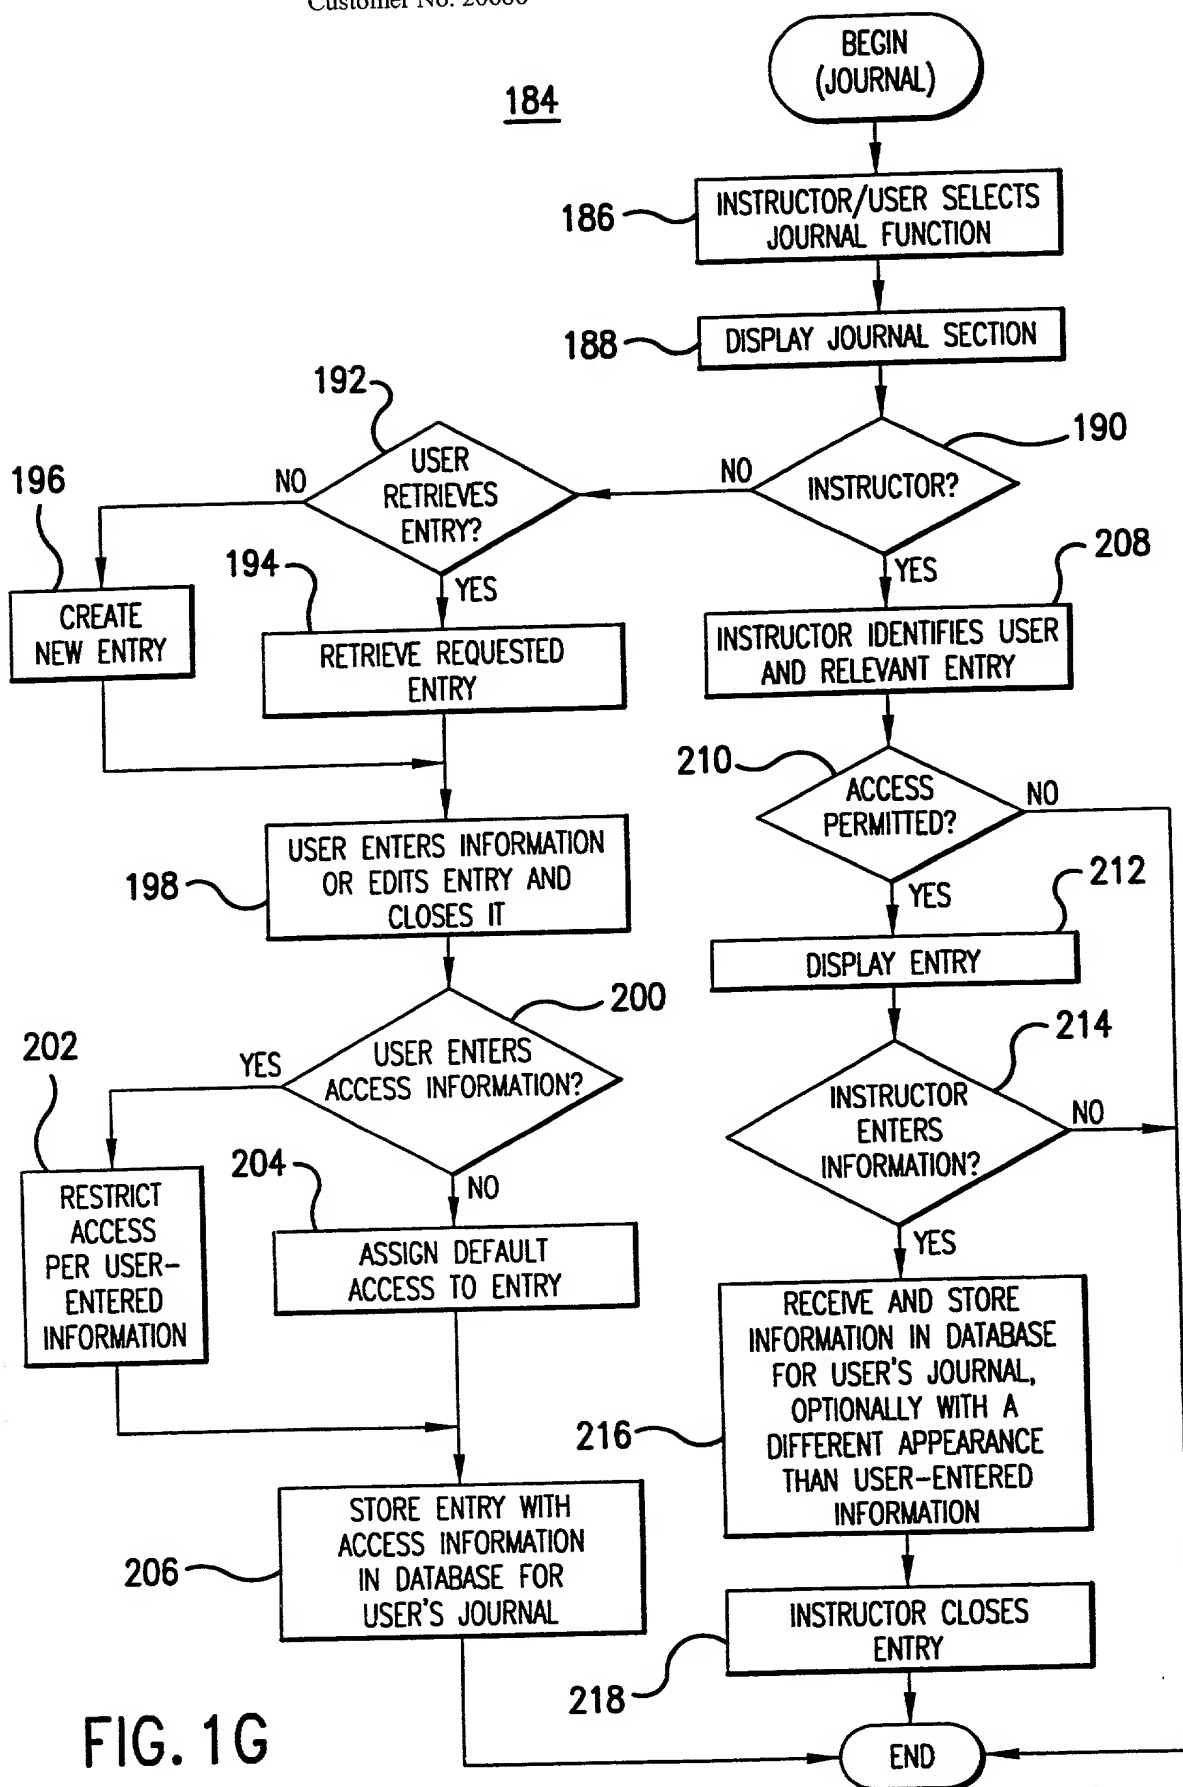 Customer No. 20686
BEGIN
(JOURNAL)
184
186
INSTRUCTOR/USER SELECTS
JOURNAL FUNCTION
188
DISPLAY JOURNAL SECTION
192
190
196
USER
RETRIEVES
ENTRY?
NO
NO
INSTRUCTOR?
194
YES
YES
208
CREATE
NEW ENTRY
RETRIEVE REQUESTED
ENTRY
INSTRUCTOR IDENTIFIES USER
AND RELEVANT ENTRY
210
ACCESS
PERMITTED?
NO
198
USER ENTERS INFORMATION
OR EDITS ENTRY AND
CLOSES IT
YES
212
DISPLAY ENTRY
200
202
YES
USER ENTERS
ACCESS INFORMATION?
214
INSTRUCTOR
ENTERS
INFORMATION?
NO
204
NO
RESTRICT
ACCESS
PER USER-
ENTERED
INFORMATION
ASSIGN DEFAULT
ACCESS TO ENTRY
YES
216
RECEIVE AND STORE
INFORMATION IN DATABASE
FOR USER'S JOURNAL,
OPTIONALLY WITH A
DIFFERENT APPEARANCE
THAN USER-ENTERED
INFORMATION
206
STORE ENTRY WITH
ACCESS INFORMATION
IN DATABASE FOR
USER'S JOURNAL
218
INSTRUCTOR CLOSES
ENTRY
FIG. 1G
END